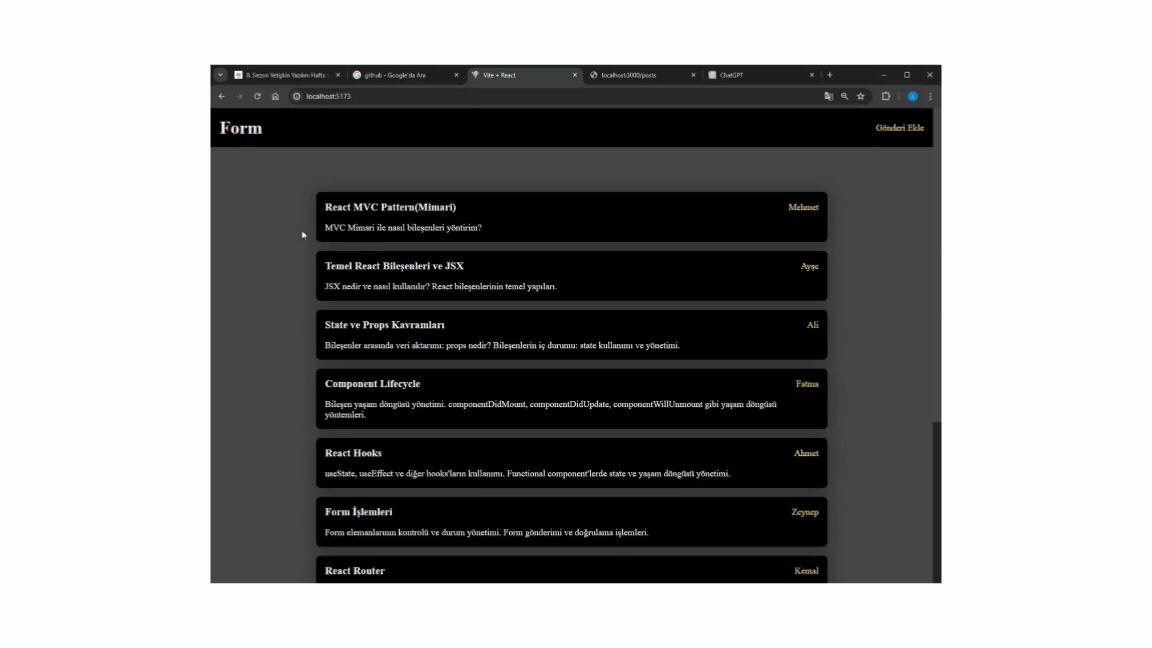 B. Sezon Yetişkin Yazılım Hafta
github - Google'da Ara
Vite + React
localhost:3000/posts
ChatGPT
localhost:5173
Form
Gönderi Ekle
React MVC Pattern(Mimari)
Mehmet
MVC Mimari ile nasıl bileşenleri yöntirim?
Temel React Bileşenleri ve JSX
Ayşe
JSX nedir ve nasıl kullanılır? React bileşenlerinin temel yapıları.
State ve Props Kavramları
Ali
Bileşenler arasında veri aktarımı: props nedir? Bileşenlerin iç durumu: state kullanımı ve yönetimi.
Component Lifecycle
Fatma
Bileşen yaşam döngüsü yönetimi. componentDidMount, componentDidUpdate, componentWillUnmount gibi yaşam döngüsü
yöntemleri.
React Hooks
Ahmet
useState, useEffect ve diğer hooks'ların kullanımı. Functional component'lerde state ve yaşam döngüsü yönetimi.
Form İşlemleri
Zeynep
Form elemanlarının kontrolü ve durum yönetimi. Form gönderimi ve doğrulama işlemleri.
React Router
Kemal